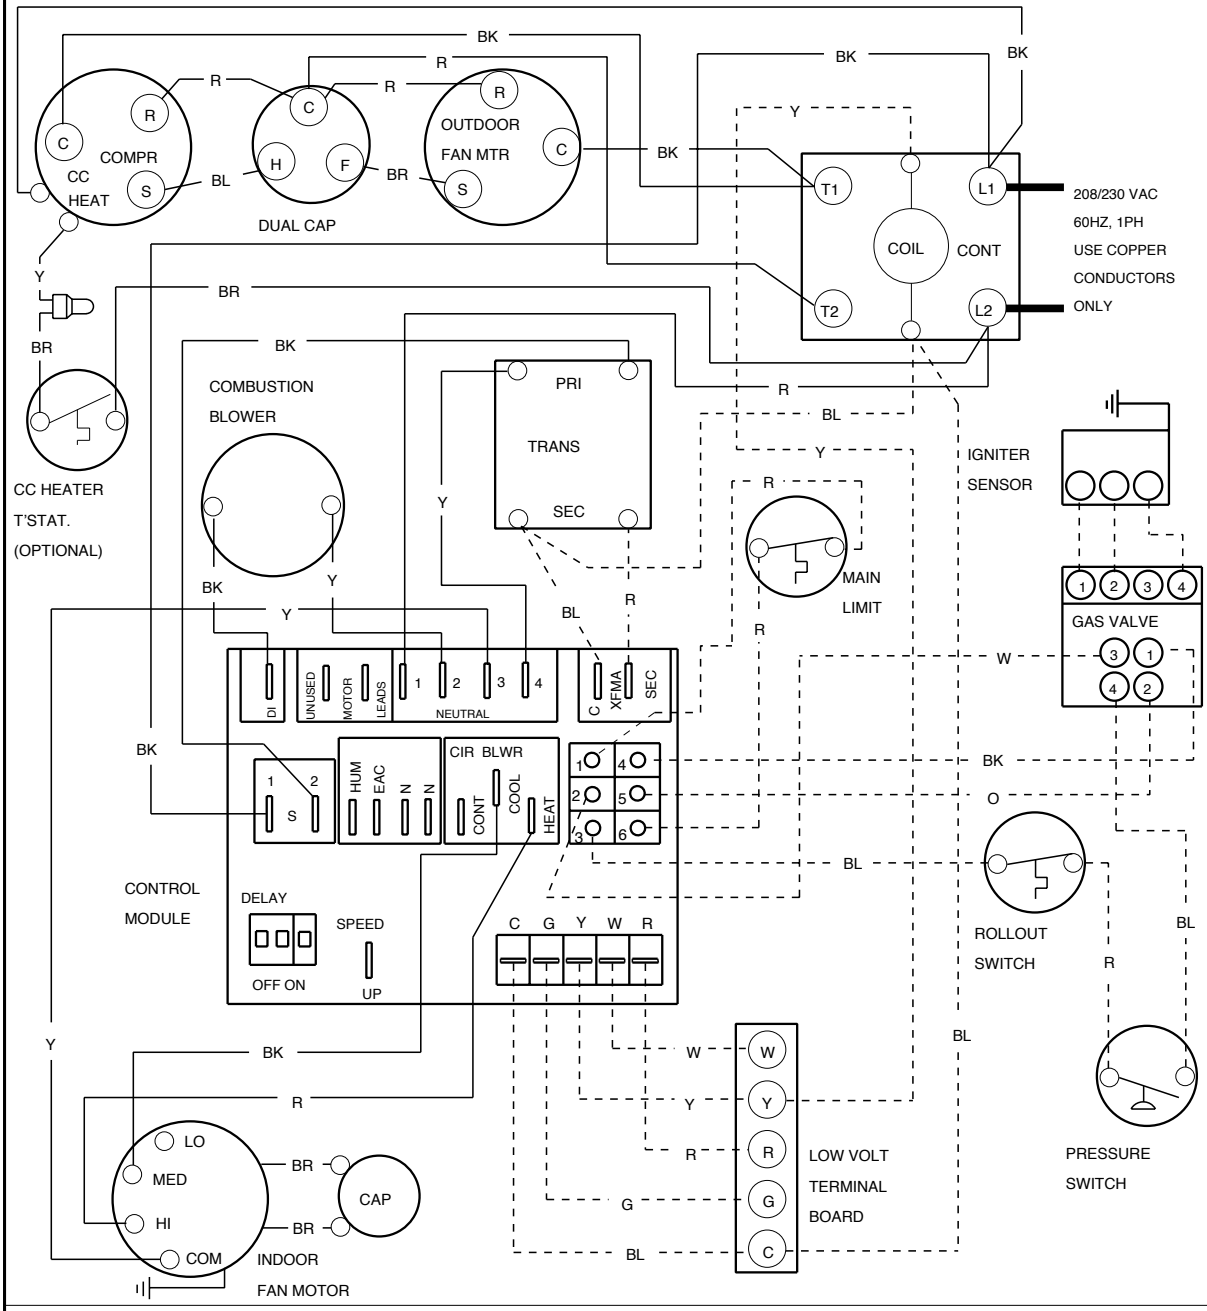 BK
R
BK
BK
R
R
Y
R
C
R
OUTDOOR
FAN MTR
C
C
COMPR
CC
HEAT
S
H
F
BK
BL
BR
S
T1
L1
208/230 VAC
60HZ, 1PH
USE COPPER
CONDUCTORS
ONLY
DUAL CAP
COIL
CONT
T2
L2
Y
BR
BR
BK
COMBUSTION
BLOWER
PRI
TRANS
SEC
R
BL
Y
R
IGNITER
SENSOR
CC HEATER
T'STAT.
(OPTIONAL)
Y
BK
Y
Y
BL
R
MAIN
LIMIT
R
W
1
2
3
4
GAS VALVE
3
1
4
2
DI
UNUSED
MOTOR
LEADS
1
2
3
4
NEUTRAL
C
XFMA
SEC
BK
1
2
S
HUM
EAC
N
N
CIR BLWR
CONT
COOL
HEAT
1
4
2
5
3
6
BK
O
BL
ROLLOUT
SWITCH
CONTROL
MODULE
DELAY
OFF ON
SPEED
UP
C G Y W R
BL
R
BL
Y
BK
R
W
W
Y
Y
R
R
G
G
BL
C
LOW VOLT
TERMINAL
BOARD
PRESSURE
SWITCH
LO
MED
HI
COM
BR
BR
CAP
INDOOR
FAN MOTOR